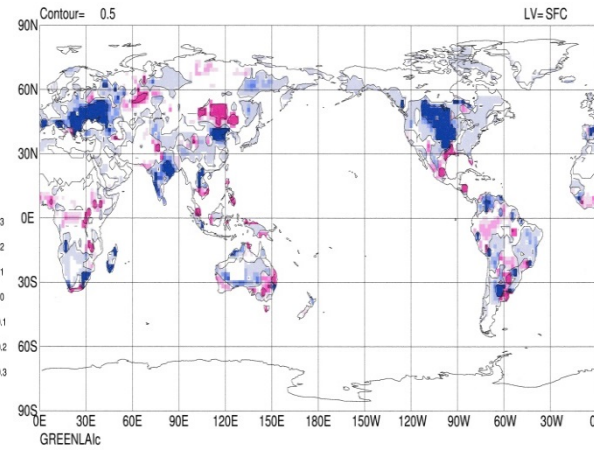 Contour= 0.5 LV= SFC
90N
60N
30N
0E
30S
60S
90S
0E 30E 60E 90E 120E 150E 180E 150W 120W 90W 60W 30W
GREENLAIc